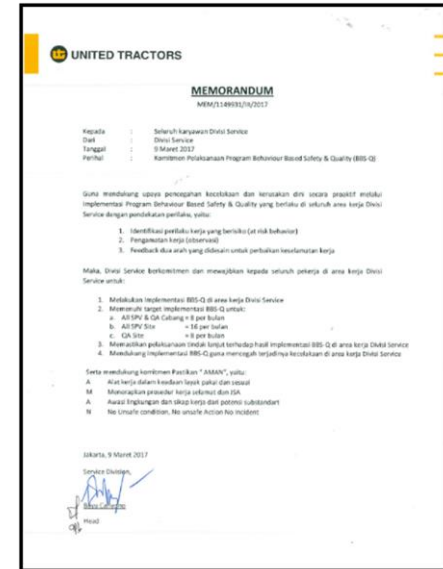 UNITED TRACTORS
MEMORANDUM
MEM/1149931/IX/2017
Kepada : Seluruh karyawan Divisi Service
Dari : Divisi Service
Tanggal : 9 Maret 2017
Perihal : Komitmen Pelaksanaan Program Behaviour Based Safety & Quality (BBS-Q)
Guna mendukung upaya pencegahan kecelakaan dan kerusakan dini secara proaktif melalui
Implementasi Program Behaviour Based Safety & Quality yang berlaku di seluruh area kerja Divisi
Service dengan pendekatan perilaku, yaitu:
1. Identifikasi perilaku kerja yang berisiko (at risk behavior)
2. Pengamatan kerja (observasi)
3. Feedback dua arah yang didesain untuk perbaikan keselamatan kerja
Maka, Divisi Service berkomitmen dan mewajibkan kepada seluruh pekerja di area kerja Divisi
Service untuk:
1. Melakukan Implementasi BBS-Q di area kerja Divisi Service
2. Memenuhi target Implementasi BBS-Q untuk:
a. All SPV & QA Cabang = 8 per bulan
b. All SPV Site = 16 per bulan
c. QA Site = 8 per bulan
3. Memastikan pelaksanaan tindak lanjut terhadap hasil implementasi BBS-Q di area kerja Divisi Service
4. Mendukung Implementasi BBS-Q guna mencegah terjadinya kecelakaan di area kerja Divisi Service
Serta mendukung komitmen Pastikan " AMAN", yaitu:
A Alat kerja dalam keadaan layak pakai dan sesuai
M Menerapkan prosedur kerja selamat dan JSA
A Awasi lingkungan dan sikap kerja dan potensi substandart
N No Unsafe condition, No unsafe Action No Incident
Jakarta, 9 Maret 2017
Service Division,
Head